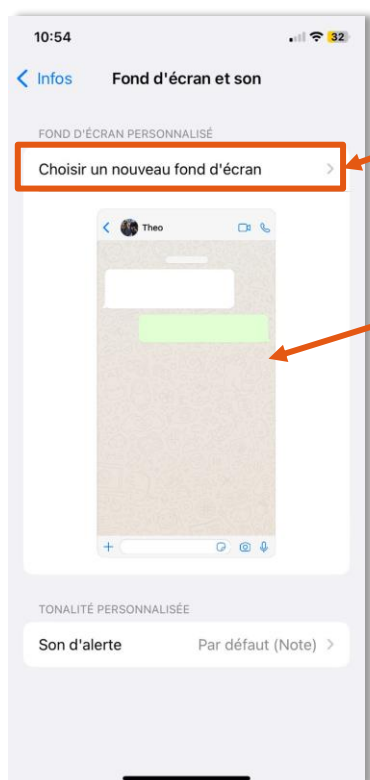 10:54
32
Infos
Fond d'écran et son
FOND D'ÉCRAN PERSONNALISÉ
Choisir un nouveau fond d'écran
Theo
TONALITÉ PERSONNALISÉE
Son d'alerte
Par défaut (Note)